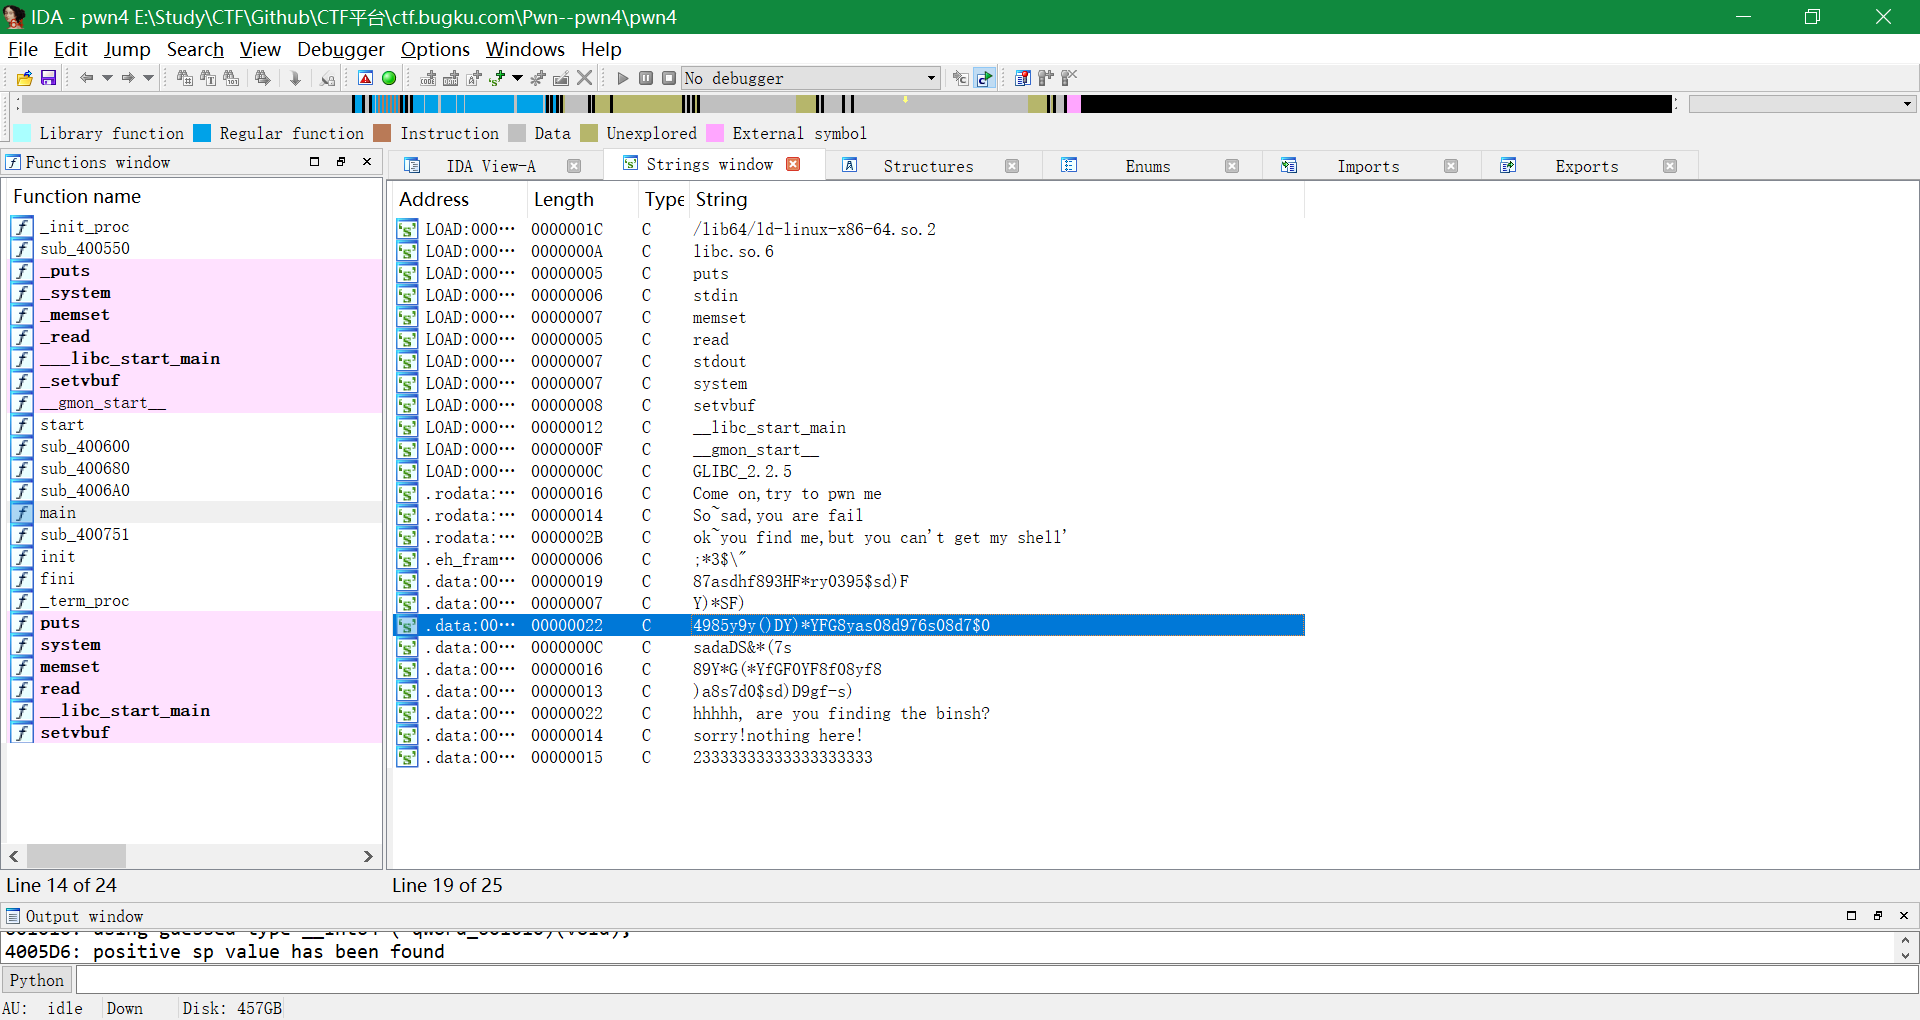 IDA - pwn4 E:\Study\CTF\Github\CTF平台\ctf.bugku.com\Pwn--pwn4\pwn4
File Edit Jump Search View Debugger Options Windows Help
No debugger
Library function Regular function Instruction Data Unexplored External symbol
Functions window
IDA View-A Strings window Structures Enums Imports Exports
Function name
_init_proc
sub_400550
_puts
_system
_memset
_read
___libc_start_main
_setvbuf
__gmon_start__
start
sub_400600
sub_400680
sub_4006A0
main
sub_400751
init
fini
_term_proc
puts
system
memset
read
__libc_start_main
setvbuf
Line 14 of 24
Address Length Type String
LOAD:000··· 0000001C C /lib64/ld-linux-x86-64.so.2
LOAD:000··· 0000000A C libc.so.6
LOAD:000··· 00000005 C puts
LOAD:000··· 00000006 C stdin
LOAD:000··· 00000007 C memset
LOAD:000··· 00000005 C read
LOAD:000··· 00000007 C stdout
LOAD:000··· 00000007 C system
LOAD:000··· 00000008 C setvbuf
LOAD:000··· 00000012 C __libc_start_main
LOAD:000··· 0000000F C __gmon_start__
LOAD:000··· 0000000C C GLIBC_2.2.5
.rodata:··· 00000016 C Come on,try to pwn me
.rodata:··· 00000014 C So~sad,you are fail
.rodata:··· 0000002B C ok~you find me,but you can't get my shell'
.eh_fram··· 00000006 C ;*3$\"
.data:00··· 00000019 C 87asdhf893HF*ry0395$sd)F
.data:00··· 00000007 C Y)*SF)
.data:00··· 00000022 C 4985y9y()DY)*YFG8yas08d976s08d7$0
.data:00··· 0000000C C sadaDS&*(7s
.data:00··· 00000016 C 89Y*G(*YfGF0YF8f08yf8
.data:00··· 00000013 C )a8s7d0$sd)D9gf-s)
.data:00··· 00000022 C hhhhh, are you finding the binsh?
.data:00··· 00000014 C sorry!nothing here!
.data:00··· 00000015 C 23333333333333333333
Line 19 of 25
Output window
4005D6: positive sp value has been found
Python
AU: idle Down Disk: 457GB